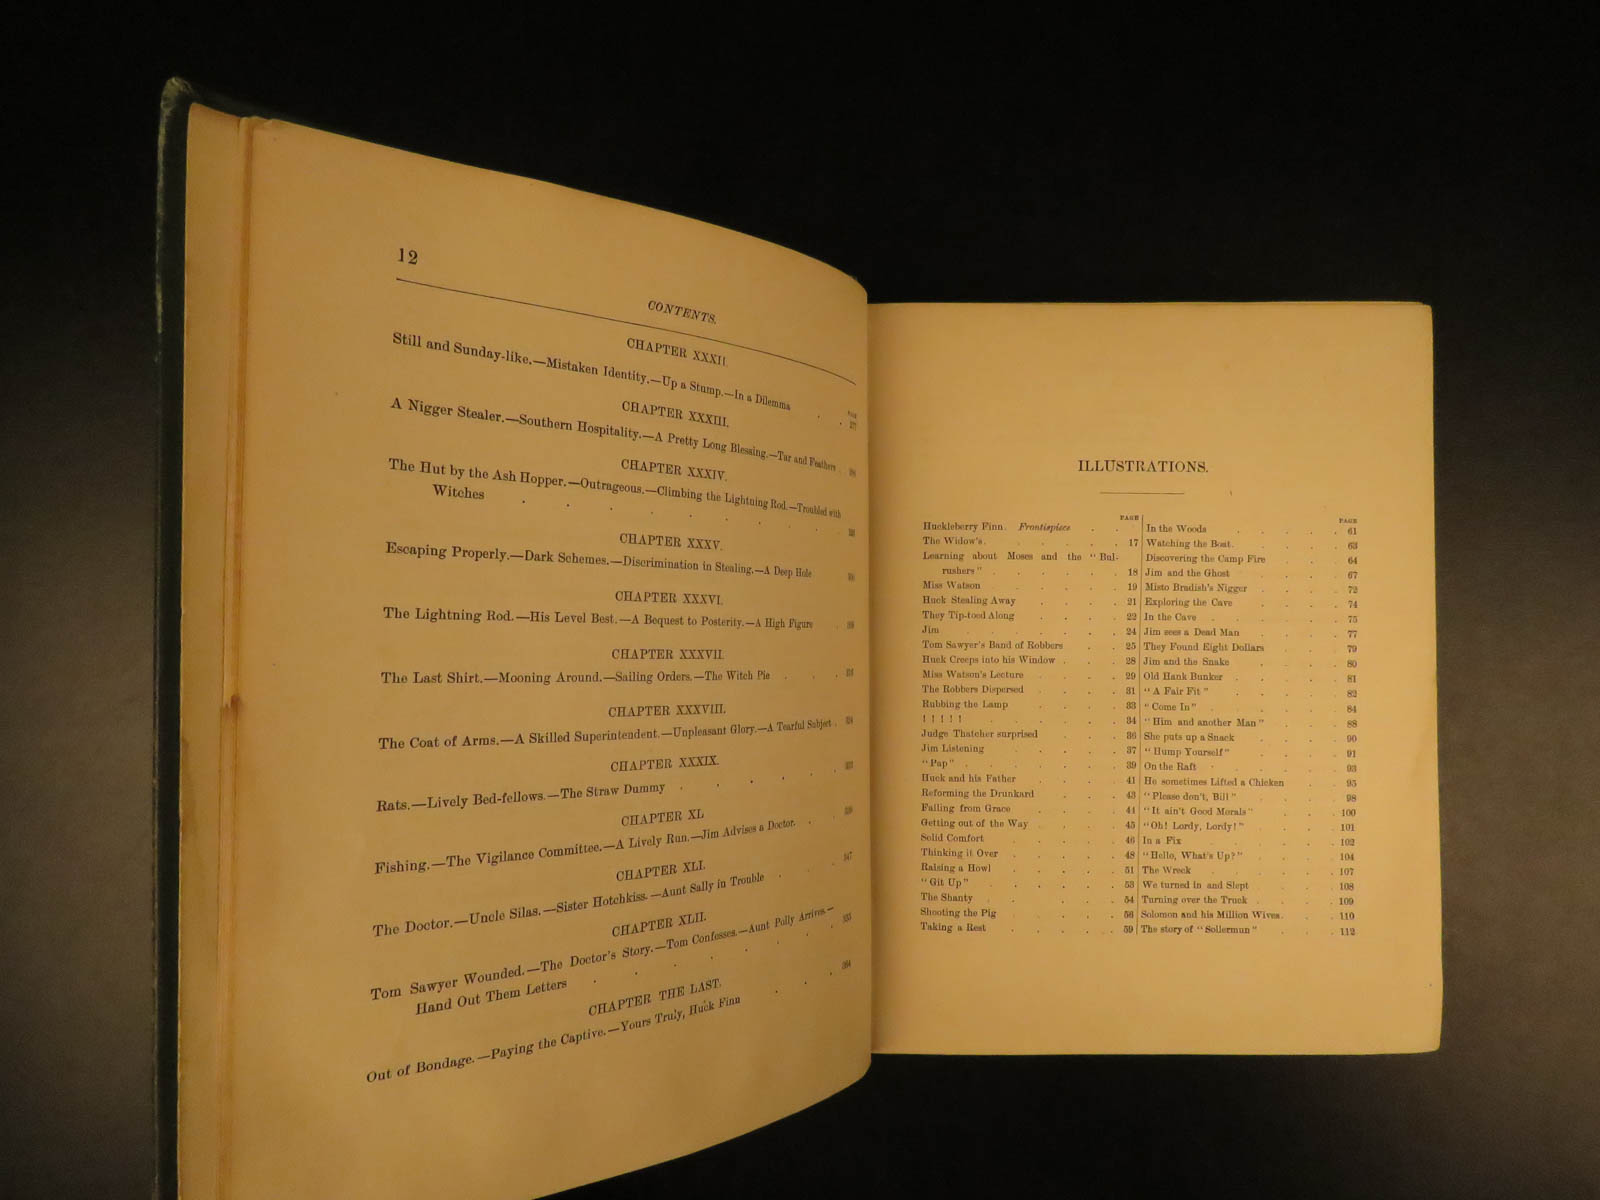 12
CONTENTS.
CHAPTER XXXII.
PAGE
Still and Sunday-like.—Mistaken Identity.—Up a Stump.—In a Dilemma . . 277
CHAPTER XXXIII.
A Nigger Stealer.—Southern Hospitality.—A Pretty Long Blessing.—Tar and Feathers .
CHAPTER XXXIV.
The Hut by the Ash Hopper.—Outrageous.—Climbing the Lightning Rod.—Troubled with
Witches . . . . . . . .
CHAPTER XXXV.
Escaping Properly.—Dark Schemes.—Discrimination in Stealing.—A Deep Hole
CHAPTER XXXVI.
The Lightning Rod.—His Level Best.—A Bequest to Posterity.—A High Figure .
CHAPTER XXXVII.
The Last Shirt.—Mooning Around.—Sailing Orders.—The Witch Pie . . .
CHAPTER XXXVIII.
The Coat of Arms.—A Skilled Superintendent.—Unpleasant Glory.—A Tearful Subject .
CHAPTER XXXIX.
Rats.—Lively Bed-fellows.—The Straw Dummy . . . . . .
CHAPTER XL
Fishing.—The Vigilance Committee.—A Lively Run.—Jim Advises a Doctor. .
CHAPTER XLI.
The Doctor.—Uncle Silas.—Sister Hotchkiss.—Aunt Sally in Trouble . . 347
CHAPTER XLII.
Tom Sawyer Wounded.—The Doctor's Story.—Tom Confesses.—Aunt Polly Arrives.—
Hand Out Them Letters . . . . . . . 355
CHAPTER THE LAST.
Out of Bondage.—Paying the Captive.—Yours Truly, Huck Finn . . . 364
ILLUSTRATIONS.
PAGE
Huckleberry Finn. Frontispiece . .
The Widow's. . . . . . 17
Learning about Moses and the "Bul-
rushers" . . . . . . 18
Miss Watson . . . . . 19
Huck Stealing Away . . . . 21
They Tip-toed Along . . . . 22
Jim . . . . . . 24
Tom Sawyer's Band of Robbers . . 25
Huck Creeps into his Window . . . 28
Miss Watson's Lecture . . . . 29
The Robbers Dispersed . . . . 31
Rubbing the Lamp . . . . 33
! ! ! ! ! . . . . . 34
Judge Thatcher surprised . . . 36
Jim Listening . . . . . 37
"Pap" . . . . . . 39
Huck and his Father . . . . 41
Reforming the Drunkard . . . 43
Falling from Grace . . . . 44
Getting out of the Way . . . . 45
Solid Comfort . . . . . 46
Thinking it Over . . . . . 48
Raising a Howl . . . . . 51
"Git Up" . . . . . . 53
The Shanty . . . . . 54
Shooting the Pig . . . . . 56
Taking a Rest . . . . . 59
PAGE
In the Woods . . . . . 61
Watching the Boat. . . . . 63
Discovering the Camp Fire . . . 64
Jim and the Ghost . . . . 67
Misto Bradish's Nigger . . . . 72
Exploring the Cave . . . . 74
In the Cave . . . . . 75
Jim sees a Dead Man . . . . 77
They Found Eight Dollars . . . 79
Jim and the Snake . . . . 80
Old Hank Bunker . . . . . 81
"A Fair Fit" . . . . . 82
"Come In" . . . . . 84
"Him and another Man" . . . 88
She puts up a Snack . . . . 90
"Hump Yourself" . . . . 91
On the Raft . . . . . 93
He sometimes Lifted a Chicken . . 95
"Please don't, Bill" . . . . 98
"It ain't Good Morals" . . . 100
"Oh! Lordy, Lordy!" . . . . 101
In a Fix . . . . . 102
"Hello, What's Up?" . . . . 104
The Wreck . . . . . 107
We turned in and Slept . . . 108
Turning over the Truck . . . . 109
Solomon and his Million Wives. . . 110
The story of "Sollermun" . . . 112